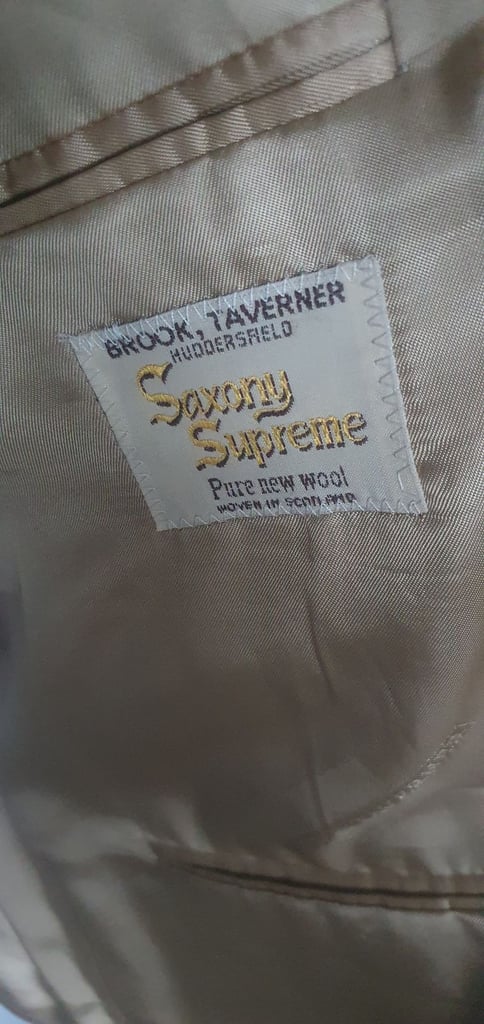 BROOK, TAVERNER
HUDDERSFIELD
Saxony
Supreme
Pure new wool
WOVEN IN SCOTLAND